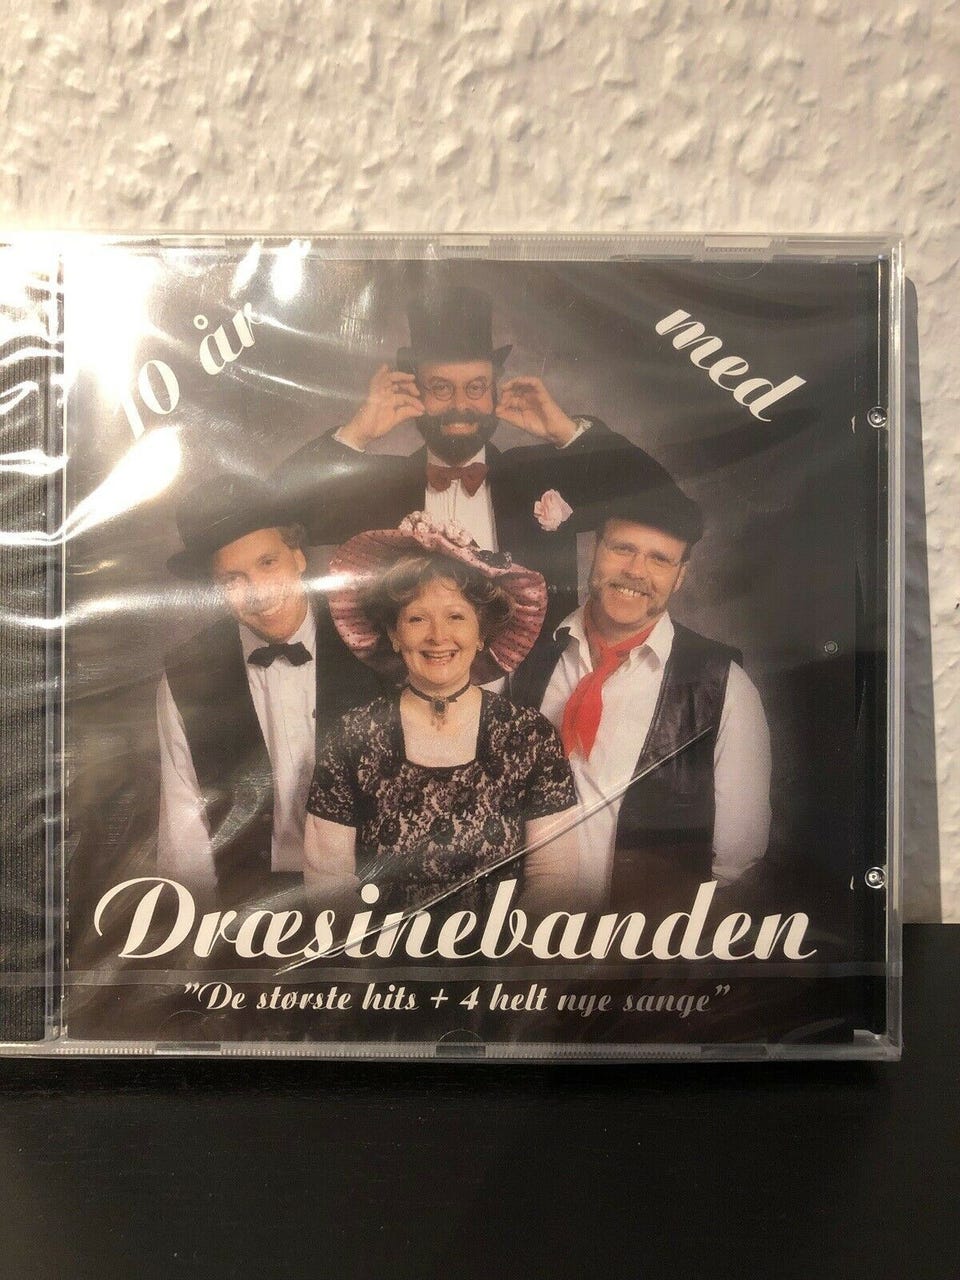 10 år
med
Dræsinebanden
"De største hits + 4 helt nye sange"